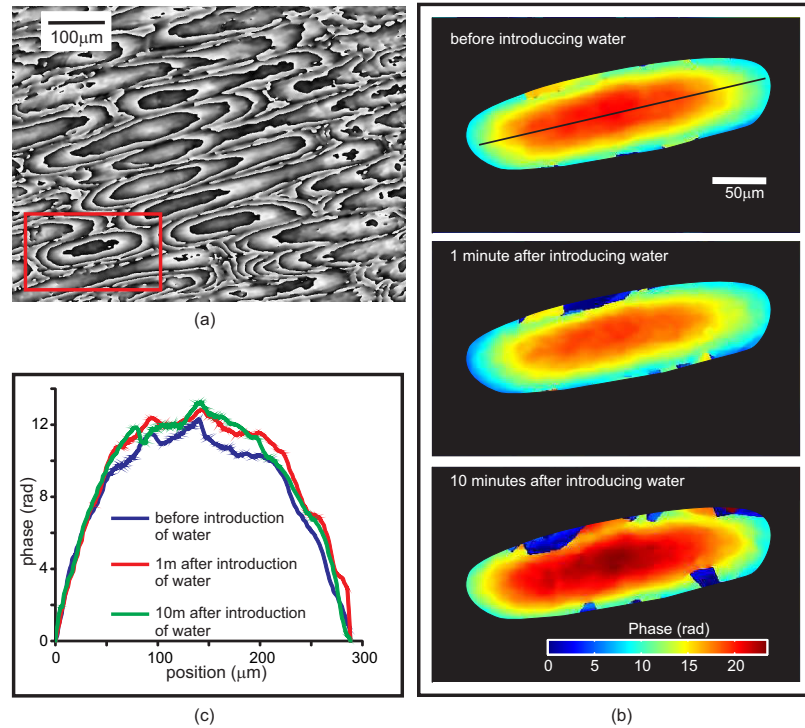 100μm
(a)
before introduccing water
50μm
1 minute after introducing water
10 minutes after introducing water
Phase (rad)
0 5 10 15 20
(b)
12
8
4
0
phase (rad)
before introduction
of water
1m after introduction
of water
10m after introduction
of water
0 100 200 300
position (μm)
(c)